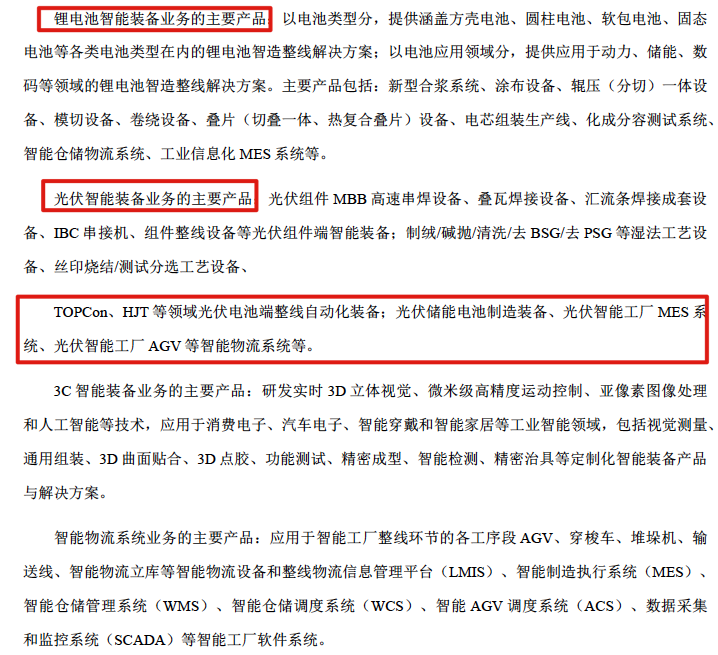 锂电池智能装备业务的主要产品：以电池类型分，提供涵盖方壳电池、圆柱电池、软包电池、固态
电池等各类电池类型在内的锂电池智造整线解决方案；以电池应用领域分，提供应用于动力、储能、数
码等领域的锂电池智造整线解决方案。主要产品包括：新型合浆系统、涂布设备、辊压（分切）一体设
备、模切设备、卷绕设备、叠片（切叠一体、热复合叠片）设备、电芯组装生产线、化成分容测试系统、
智能仓储物流系统、工业信息化 MES 系统等。
光伏智能装备业务的主要产品：光伏组件 MBB 高速串焊设备、叠瓦焊接设备、汇流条焊接成套设
备、IBC 串接机、组件整线设备等光伏组件端智能装备；制绒/碱抛/清洗/去 BSG/去 PSG 等湿法工艺设
备、丝印烧结/测试分选工艺设备、
TOPCon、HJT 等领域光伏电池端整线自动化装备；光伏储能电池制造装备、光伏智能工厂 MES 系
统、光伏智能工厂 AGV 等智能物流系统等。
3C 智能装备业务的主要产品：研发实时 3D 立体视觉、微米级高精度运动控制、亚像素图像处理
和人工智能等技术，应用于消费电子、汽车电子、智能穿戴和智能家居等工业智能领域，包括视觉测量、
通用组装、3D 曲面贴合、3D 点胶、功能测试、精密成型、智能检测、精密治具等定制化智能装备产品
与解决方案。
智能物流系统业务的主要产品：应用于智能工厂整线环节的各工序段 AGV、穿梭车、堆垛机、输
送线、智能物流立库等智能物流设备和整线物流信息管理平台（LMIS）、智能制造执行系统（MES）、
智能仓储管理系统（WMS）、智能仓储调度系统（WCS）、智能 AGV 调度系统（ACS）、数据采集
和监控系统（SCADA）等智能工厂软件系统。